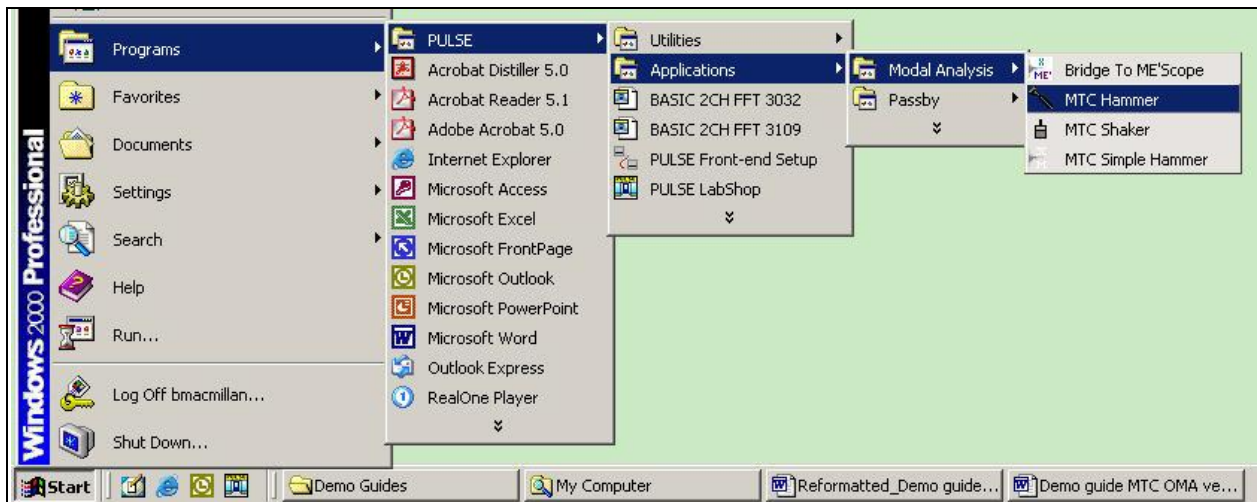 Windows 2000 Professional
Programs
Favorites
Documents
Settings
Search
Help
Run...
Log Off bmacmillan...
Shut Down...
PULSE
Acrobat Distiller 5.0
Acrobat Reader 5.1
Adobe Acrobat 5.0
Internet Explorer
Microsoft Access
Microsoft Excel
Microsoft FrontPage
Microsoft Outlook
Microsoft PowerPoint
Microsoft Word
Outlook Express
RealOne Player
Utilities
Applications
BASIC 2CH FFT 3032
BASIC 2CH FFT 3109
PULSE Front-end Setup
PULSE LabShop
Modal Analysis
Passby
Bridge To ME'Scope
MTC Hammer
MTC Shaker
MTC Simple Hammer
Start
Demo Guides
My Computer
Reformatted_Demo guide...
Demo guide MTC OMA ve...